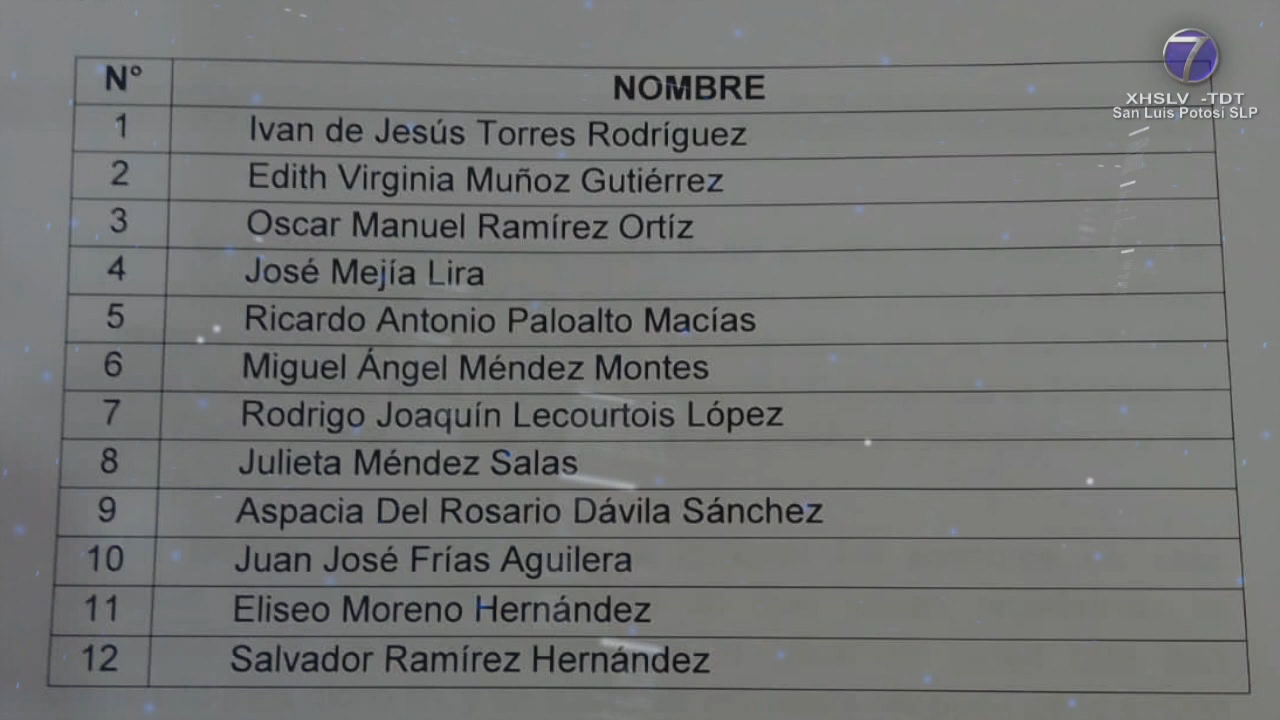 7
XHSLV -TDT
San Luis Potosi SLP
N° NOMBRE
1 Ivan de Jesús Torres Rodríguez
2 Edith Virginia Muñoz Gutiérrez
3 Oscar Manuel Ramírez Ortíz
4 José Mejía Lira
5 Ricardo Antonio Paloalto Macías
6 Miguel Ángel Méndez Montes
7 Rodrigo Joaquín Lecourtois López
8 Julieta Méndez Salas
9 Aspacia Del Rosario Dávila Sánchez
10 Juan José Frías Aguilera
11 Eliseo Moreno Hernández
12 Salvador Ramírez Hernández